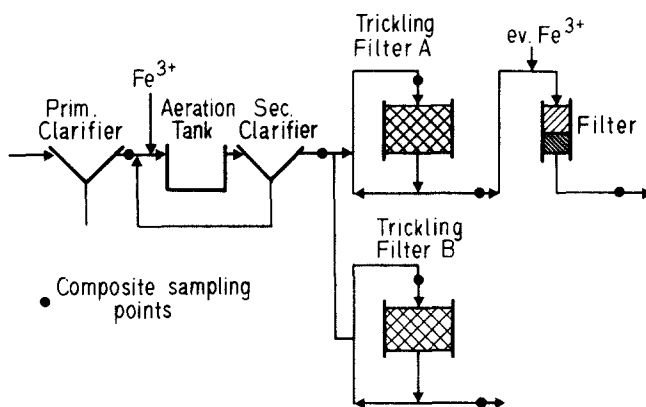 Trickling
Filter A
ev. Fe³⁺
Fe³⁺
Prim.
Clarifier
Aeration
Tank
Sec.
Clarifier
Filter
Trickling
Filter B
• Composite sampling
points